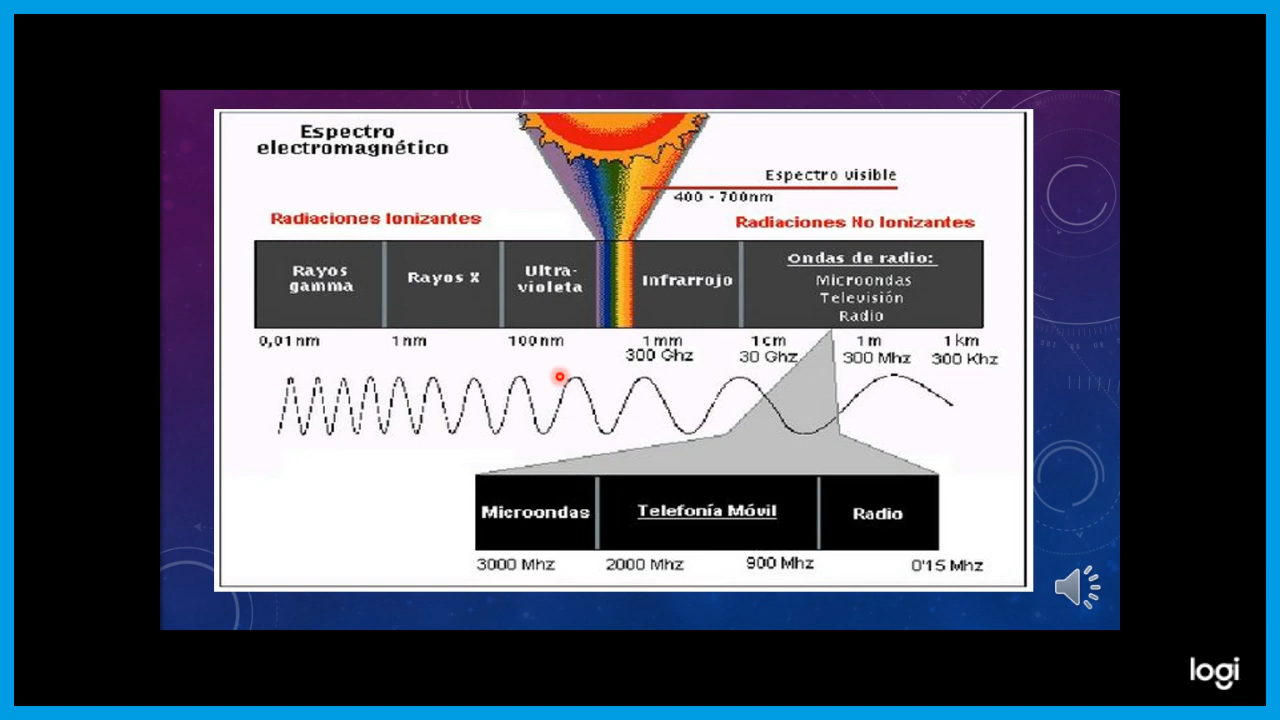 Espectro
electromagnético
Espectro visible
400 - 700nm
Radiaciones Ionizantes
Radiaciones No Ionizantes
Rayos
gamma
Rayos X
Ultra-
violeta
Infrarrojo
Ondas de radio:
Microondas
Televisión
Radio
0,01 nm
1 nm
100 nm
1 mm
300 Ghz
1 cm
30 Ghz
1 m
300 Mhz
1 km
300 Khz
Microondas
Telefonía Móvil
Radio
3000 Mhz
2000 Mhz
900 Mhz
0'15 Mhz
logi